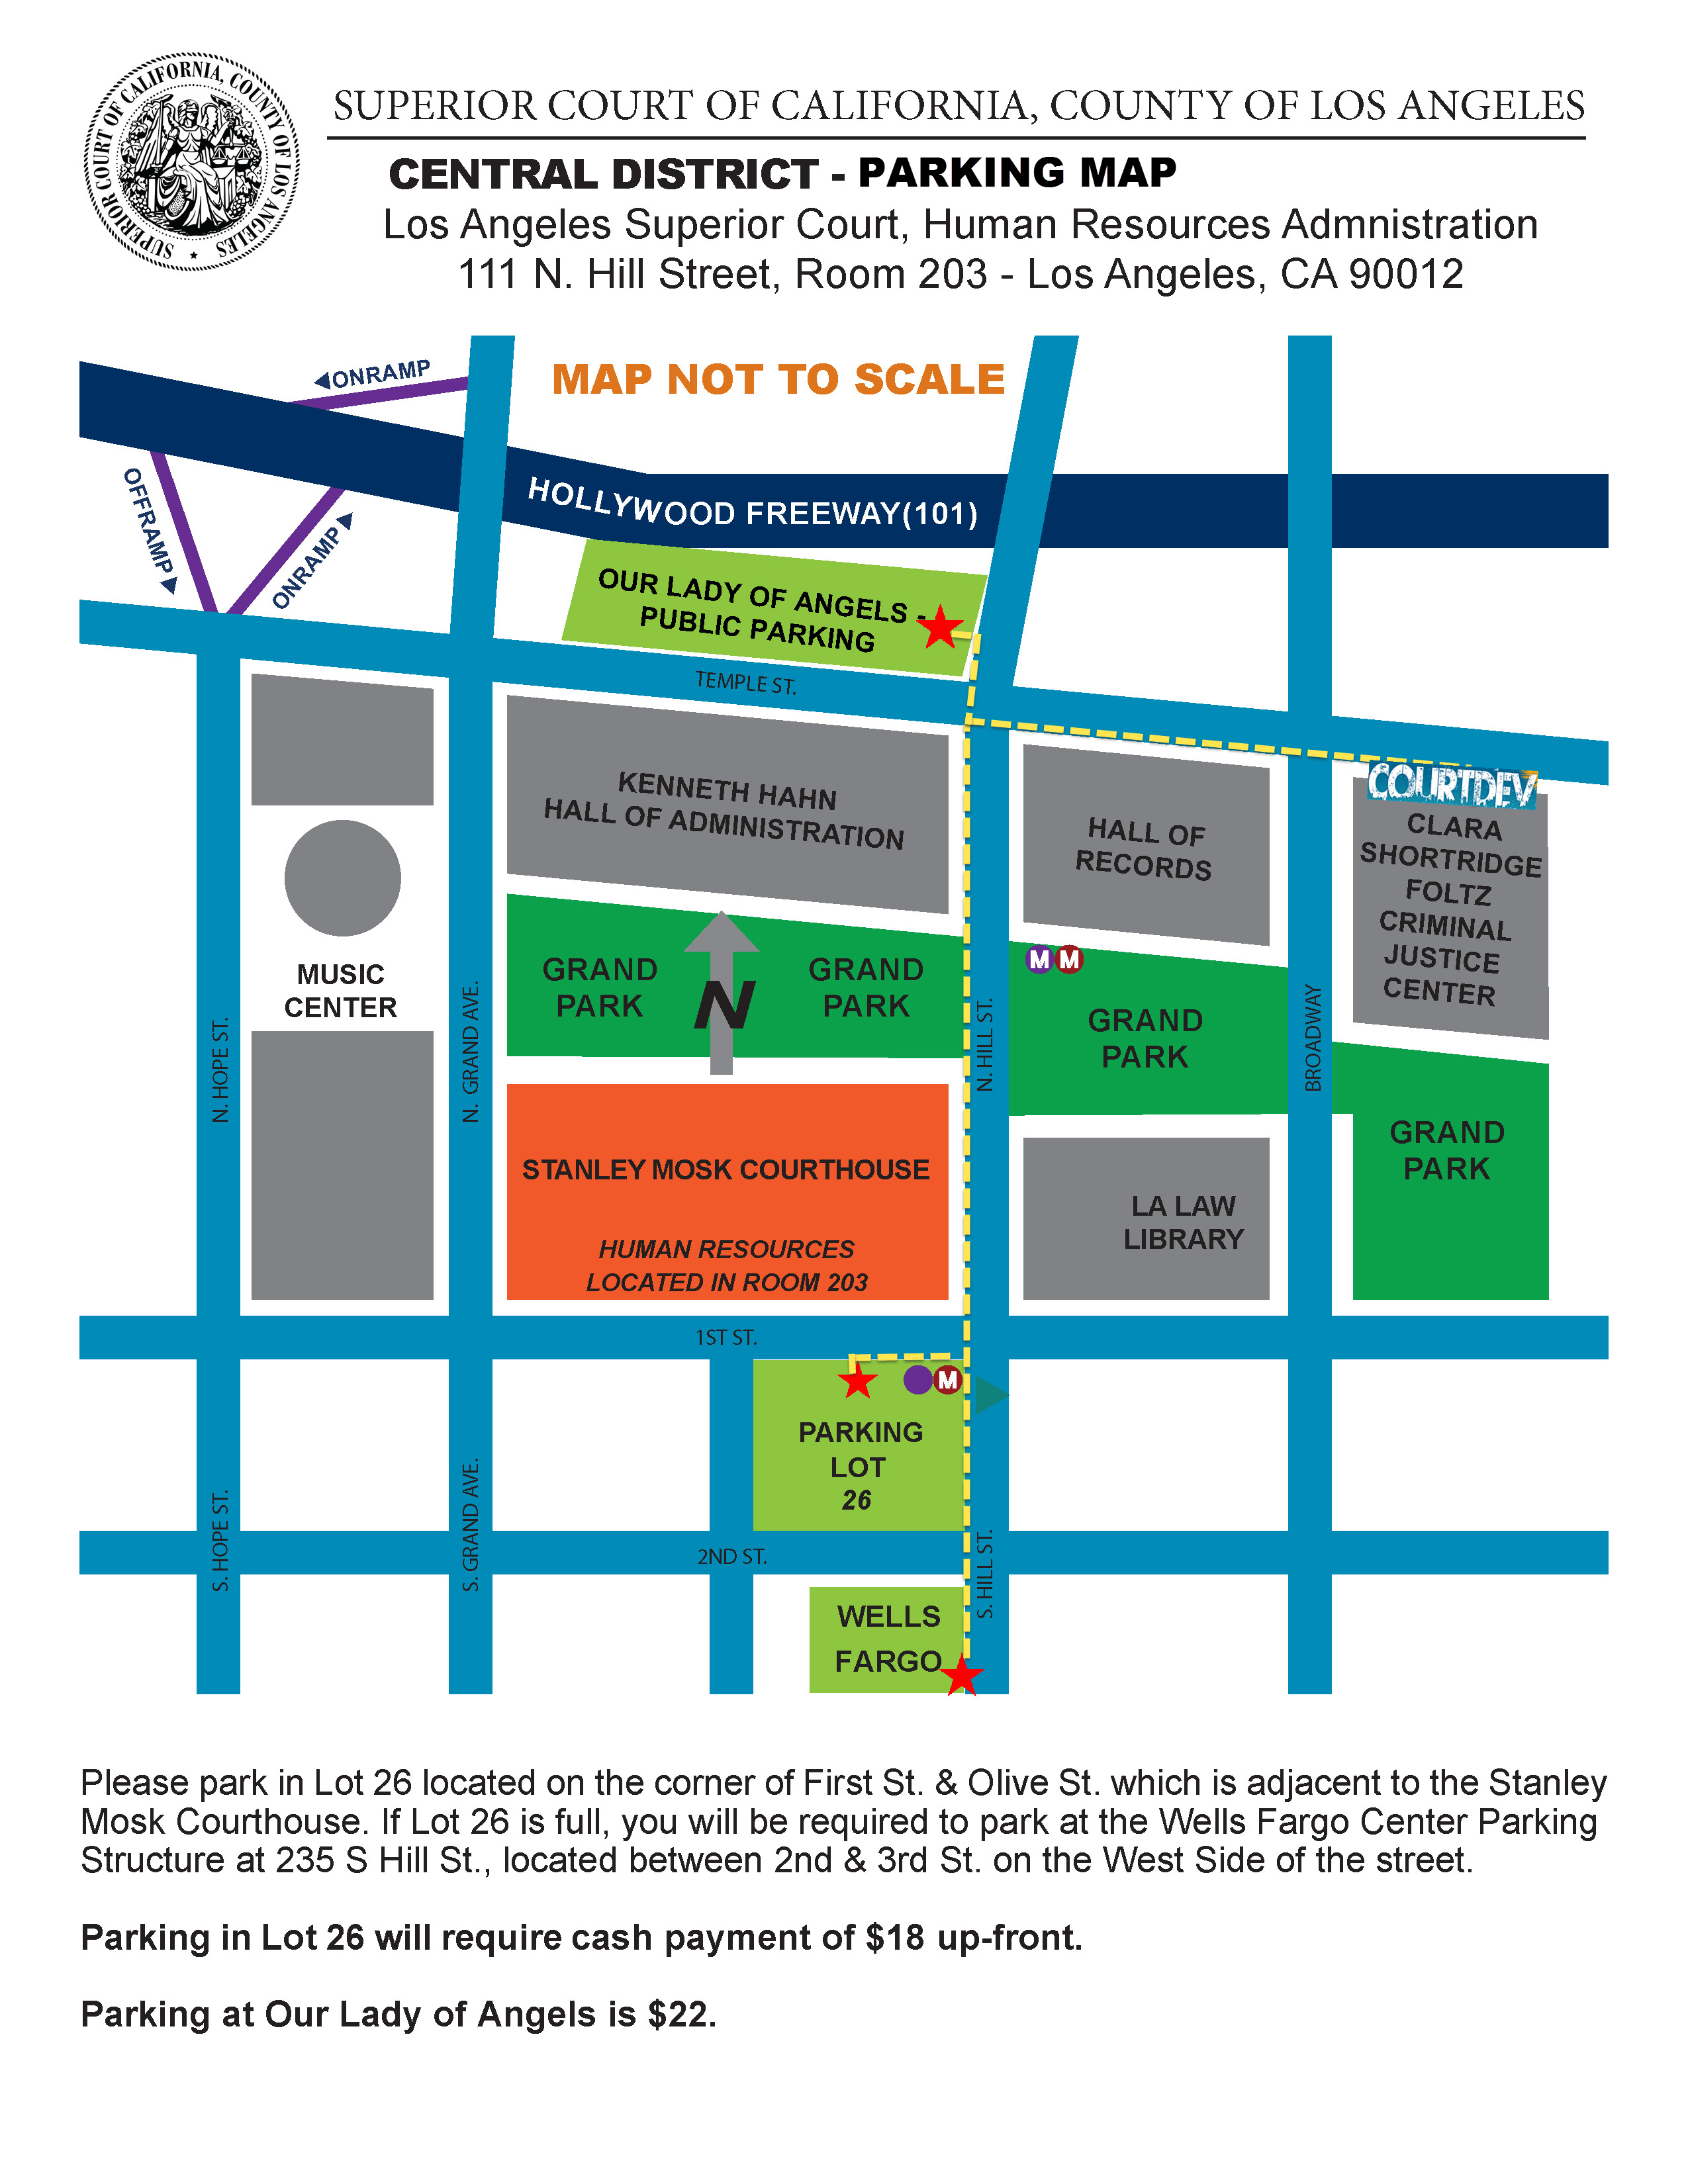 SUPERIOR COURT OF CALIFORNIA, COUNTY OF LOS ANGELES
SUPERIOR COURT OF CALIFORNIA, COUNTY OF LOS ANGELES
CENTRAL DISTRICT - PARKING MAP
Los Angeles Superior Court, Human Resources Admnistration
111 N. Hill Street, Room 203 - Los Angeles, CA 90012
ONRAMP
MAP NOT TO SCALE
OFFRAMP
ONRAMP
HOLLYWOOD FREEWAY(101)
OUR LADY OF ANGELS -
PUBLIC PARKING
TEMPLE ST.
KENNETH HAHN
HALL OF ADMINISTRATION
HALL OF
RECORDS
COURTDEV
CLARA
SHORTRIDGE
FOLTZ
CRIMINAL
JUSTICE
CENTER
MUSIC
CENTER
GRAND
PARK
N
GRAND
PARK
M M
GRAND
PARK
GRAND
PARK
N. HOPE ST.
N. GRAND AVE.
N. HILL ST.
BROADWAY
STANLEY MOSK COURTHOUSE
HUMAN RESOURCES
LOCATED IN ROOM 203
LA LAW
LIBRARY
1ST ST.
M
PARKING
LOT
26
S. HOPE ST.
S. GRAND AVE.
2ND ST.
S. HILL ST.
WELLS
FARGO
Please park in Lot 26 located on the corner of First St. & Olive St. which is adjacent to the Stanley
Mosk Courthouse. If Lot 26 is full, you will be required to park at the Wells Fargo Center Parking
Structure at 235 S Hill St., located between 2nd & 3rd St. on the West Side of the street.
Parking in Lot 26 will require cash payment of $18 up-front.
Parking at Our Lady of Angels is $22.